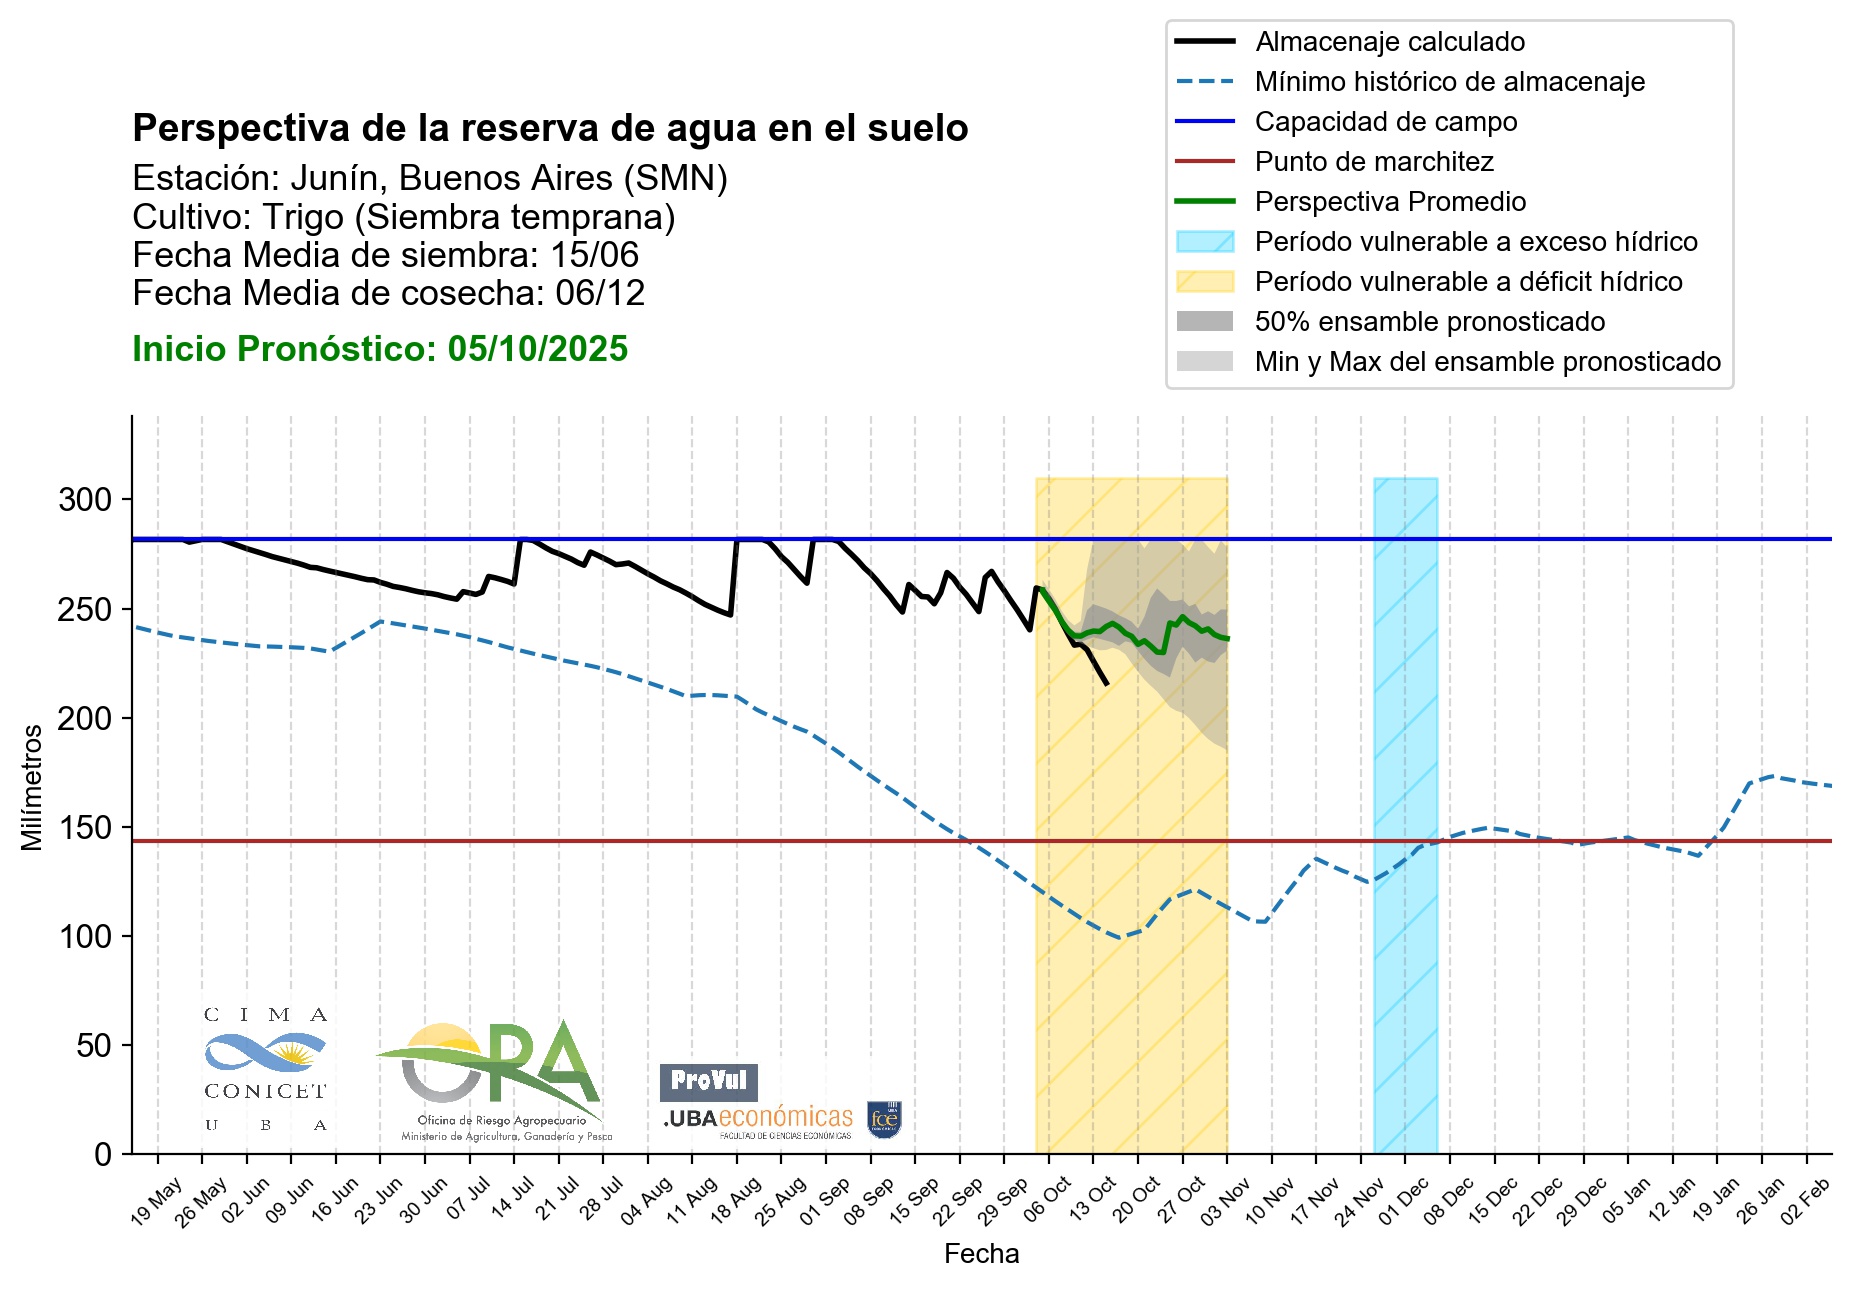 Almacenaje calculado
Mínimo histórico de almacenaje
Capacidad de campo
Punto de marchitez
Perspectiva Promedio
Período vulnerable a exceso hídrico
Período vulnerable a déficit hídrico
50% ensamble pronosticado
Min y Max del ensamble pronosticado
Perspectiva de la reserva de agua en el suelo
Estación: Junín, Buenos Aires (SMN)
Cultivo: Trigo (Siembra temprana)
Fecha Media de siembra: 15/06
Fecha Media de cosecha: 06/12
Inicio Pronóstico: 05/10/2025
Milímetros
300
250
200
150
100
50
0
CIMA
CONICET
UBA
ORA
Oficina de Riesgo Agropecuario
Ministerio de Agricultura, Ganadería y Pesca
ProVul
.UBAeconómicas
FACULTAD DE CIENCIAS ECONÓMICAS
fce
19 May
26 May
02 Jun
09 Jun
16 Jun
23 Jun
30 Jun
07 Jul
14 Jul
21 Jul
28 Jul
04 Aug
11 Aug
18 Aug
25 Aug
01 Sep
08 Sep
15 Sep
22 Sep
29 Sep
06 Oct
13 Oct
20 Oct
27 Oct
03 Nov
10 Nov
17 Nov
24 Nov
01 Dec
08 Dec
15 Dec
22 Dec
29 Dec
05 Jan
12 Jan
19 Jan
26 Jan
02 Feb
Fecha